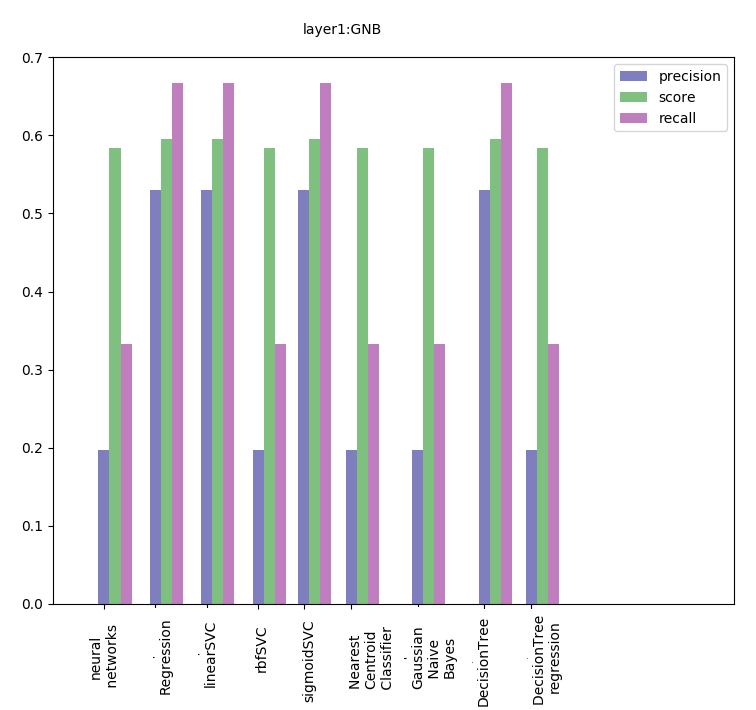 layer1:GNB
0.7
0.6
0.5
0.4
0.3
0.2
0.1
0.0
precision
score
recall
neural
networks
Regression
linearSVC
rbfSVC
sigmoidSVC
Nearest
Centroid
Classifier
Gaussian
Naive
Bayes
DecisionTree
DecisionTree
regression